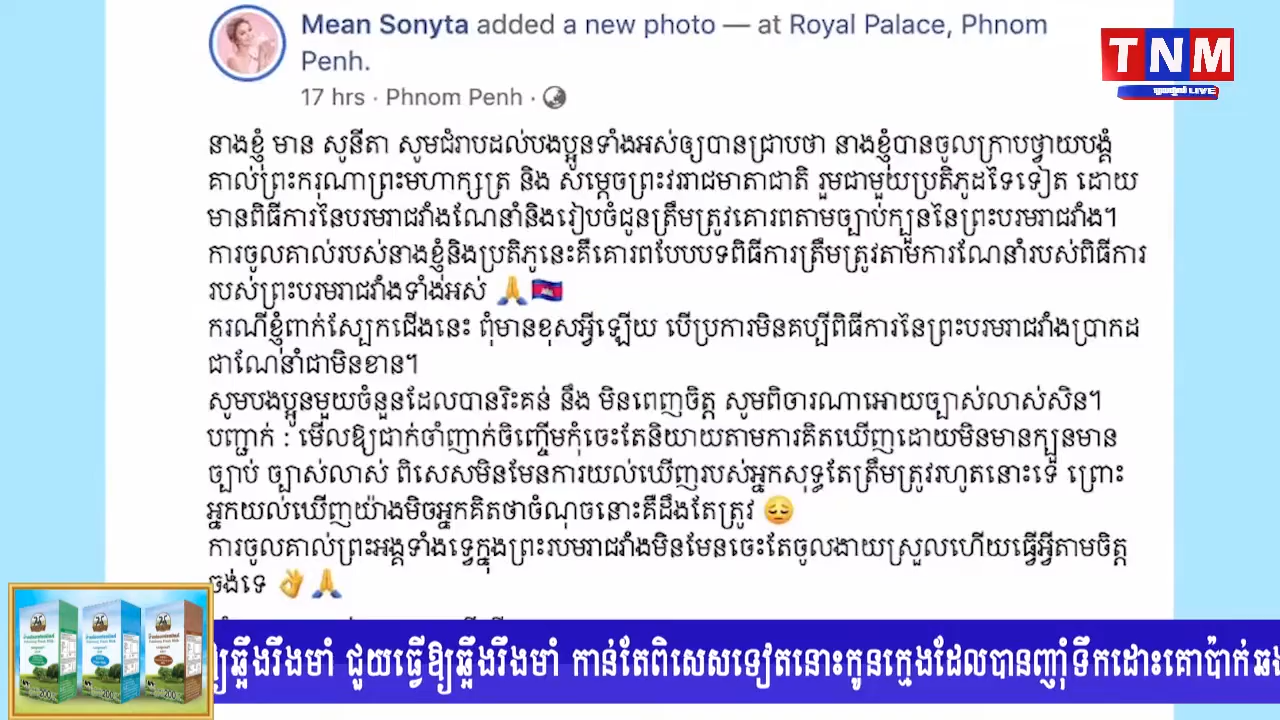 Mean Sonyta added a new photo — at Royal Palace, Phnom
Penh.
17 hrs · Phnom Penh ·
TNM
LIVE
នាងខ្ញុំ មាន សូនីតា សូមជំរាបដល់បងប្អូនទាំងអស់ឲ្យបានជ្រាបថា នាងខ្ញុំបានចូលក្រាបថ្វាយបង្គំ
គាល់ព្រះករុណាព្រះមហាក្សត្រ និង សម្ដេចព្រះវររាជមាតាជាតិ រួមជាមួយប្រតិភូដទៃទៀត ដោយ
មានពិធីការនៃបរមរាជវាំងណែនាំនិងរៀបចំជូនត្រឹមត្រូវគោរពតាមច្បាប់ក្បួននៃព្រះបរមរាជវាំង។
ការចូលគាល់របស់នាងខ្ញុំនិងប្រតិភូនេះគឺគោរពបែបបទពិធីការត្រឹមត្រូវតាមការណែនាំរបស់ពិធីការ
របស់ព្រះបរមរាជវាំងទាំងអស់ 🙏🇰🇭
ករណីខ្ញុំពាក់ស្បែកជើងនេះ ពុំមានខុសអ្វីឡើយ បើប្រការមិនគប្បីពិធីការនៃព្រះបរមរាជវាំងប្រាកដ
ជាណែនាំជាមិនខាន។
សូមបងប្អូនមួយចំនួនដែលបានរិះគន់ នឹង មិនពេញចិត្ត សូមពិចារណាអោយច្បាស់លាស់សិន។
បញ្ជាក់ : មើលឱ្យជាក់ចាំញាក់ចិញ្ចើមកុំចេះតែនិយាយតាមការគិតឃើញដោយមិនមានក្បួនមាន
ច្បាប់ ច្បាស់លាស់ ពិសេសមិនមែនការយល់ឃើញរបស់អ្នកសុទ្ធតែត្រឹមត្រូវរហូតនោះទេ ព្រោះ
អ្នកយល់ឃើញយ៉ាងមិចអ្នកគិតថាចំណុចនោះគឺដឹងតែត្រូវ 😔
ការចូលគាល់ព្រះអង្គទាំងទ្វេក្នុងព្រះរបមរាជវាំងមិនមែនចេះតែចូលងាយស្រួលហើយធ្វើអ្វីតាមចិត្ត
ចង់ទេ 👌🙏
ឱ្យឆ្អឹងរឹងមាំ ជួយធ្វើឱ្យឆ្អឹងរឹងមាំ កាន់តែពិសេសទៀតនោះកូនក្មេងដែលបានញ៉ាំទឹកដោះគោប៉ាក់ឆង